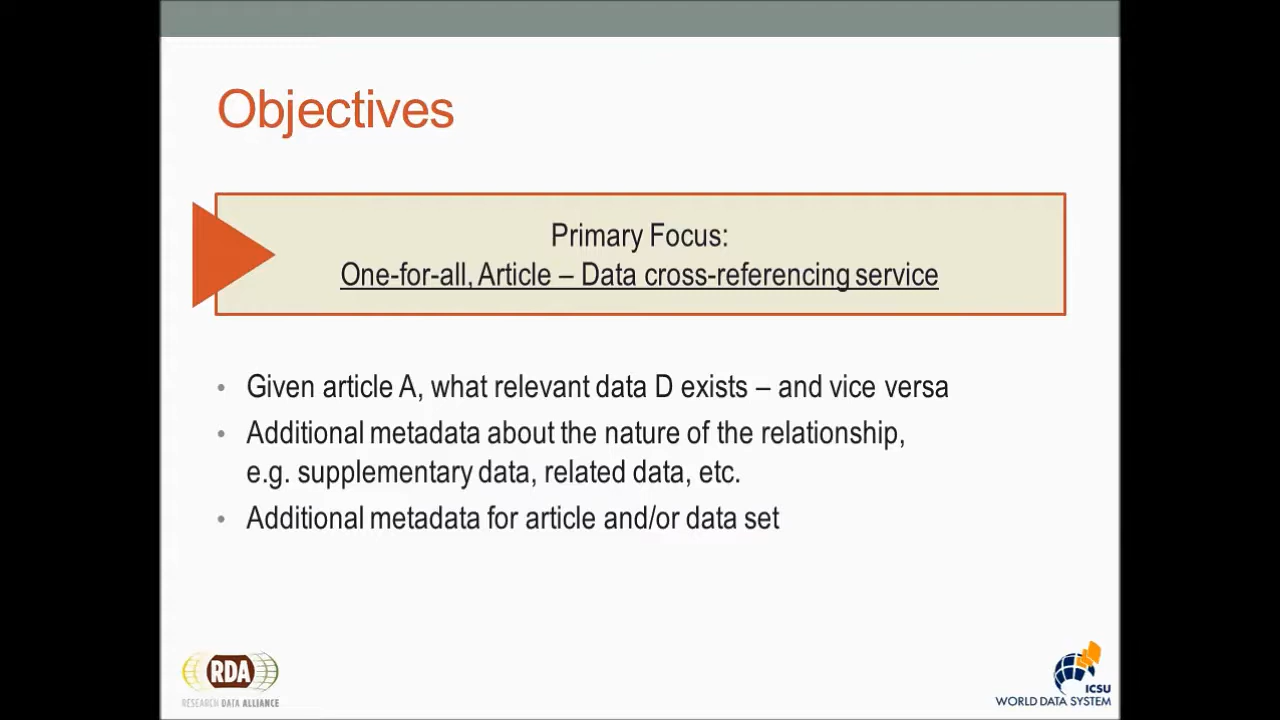 Objectives
Primary Focus:
One-for-all, Article – Data cross-referencing service
• Given article A, what relevant data D exists – and vice versa
• Additional metadata about the nature of the relationship,
e.g. supplementary data, related data, etc.
• Additional metadata for article and/or data set
RDA
RESEARCH DATA ALLIANCE
ICSU
WORLD DATA SYSTEM